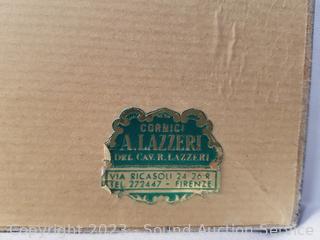 CORNICI
A. LAZZERI
DEL CAV. R. LAZZERI
VIA RICASOLI 24 26 R
TEL 272447 - FIRENZE
Copyright 2023 - Sound Auction Service